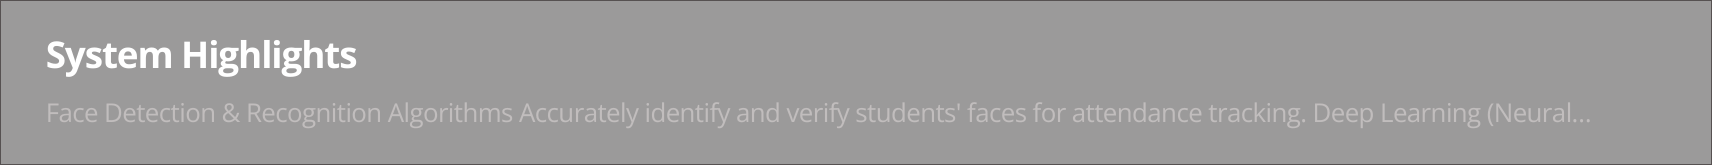 System Highlights
Face Detection & Recognition Algorithms Accurately identify and verify students' faces for attendance tracking. Deep Learning (Neural...